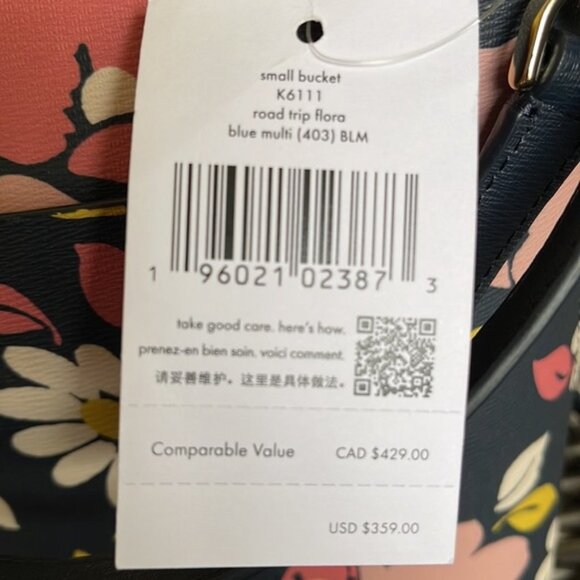 small bucket
K6111
road trip flora
blue multi (403) BLM
1 96021 02387 3
take good care. here's how.
prenez-en bien soin. voici comment.
请妥善维护。这里是具体做法。
Comparable Value CAD $429.00
USD $359.00